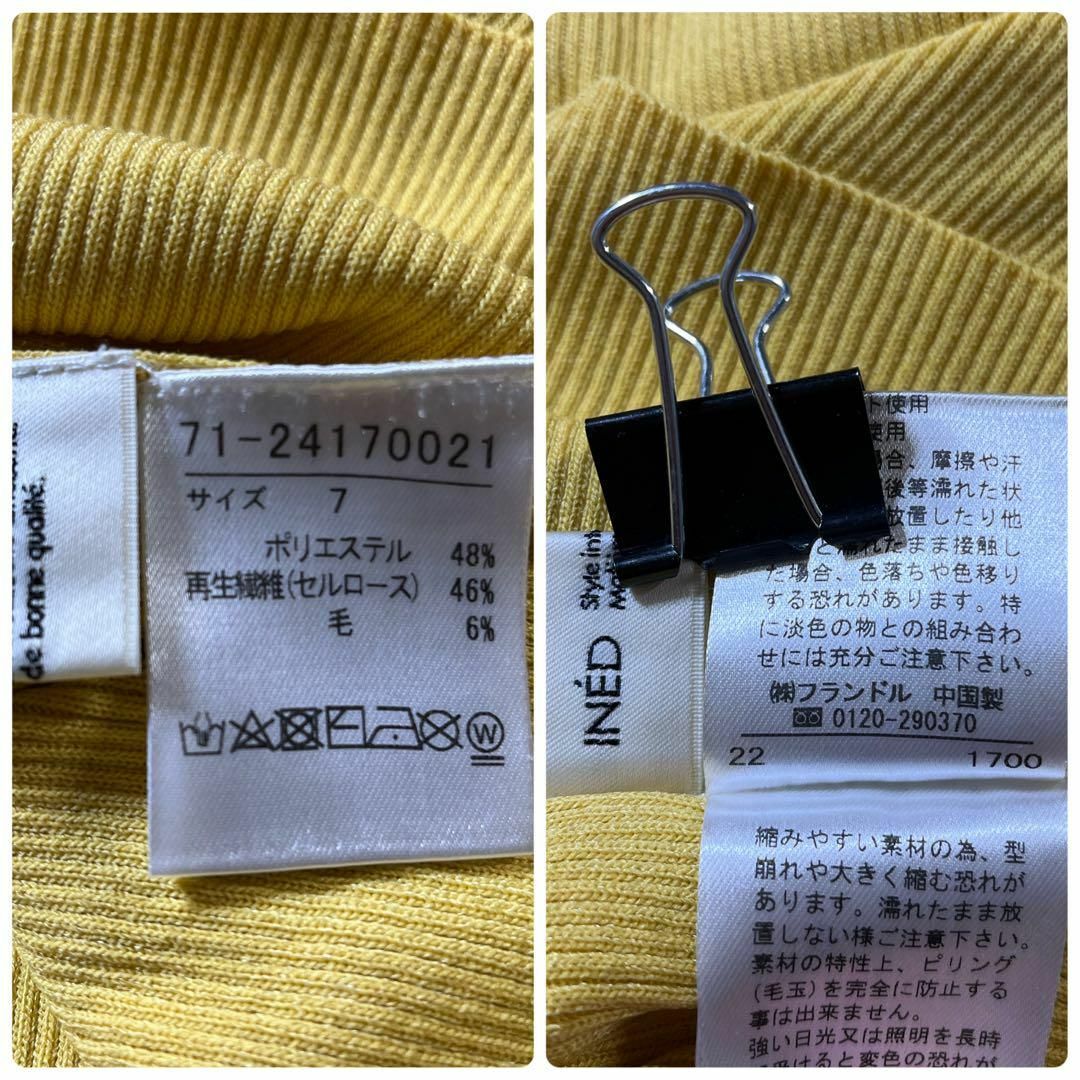 de bonne qualité.
71-24170021
サイズ 7
ポリエステル 48%
再生繊維(セルロース) 46%
毛 6%
W
INÉD
Style Int
ト使用
使用
合、摩擦や汗
後等濡れた状
放置したり他
と濡れたまま接触し
た場合、色落ちや色移り
する恐れがあります。特
に淡色の物との組み合わ
せには充分ご注意下さい。
㈱フランドル 中国製
0120-290370
22 1700
縮みやすい素材の為、型
崩れや大きく縮む恐れが
あります。濡れたまま放
置しない様ご注意下さい。
素材の特性上、ピリング
(毛玉)を完全に防止する
事は出来ません。
強い日光又は照明を長時
受けると変色の恐れが